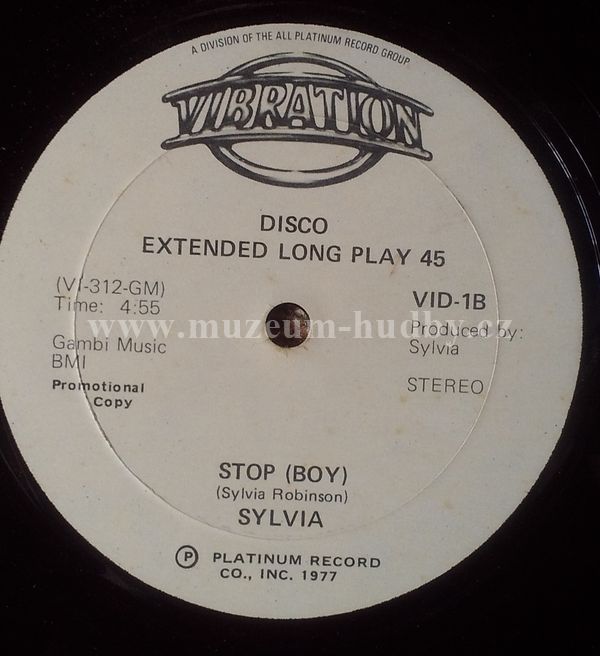 A DIVISION OF THE ALL PLATINUM RECORD GROUP
VIBRATION
DISCO
EXTENDED LONG PLAY 45
(VI-312-GM)
Time: 4:55
VID-1B
www.muzeum-hudby.cz
Produced by:
Sylvia
Gambi Music
BMI
Promotional
Copy
STEREO
STOP (BOY)
(Sylvia Robinson)
SYLVIA
Ⓟ PLATINUM RECORD
CO., INC. 1977